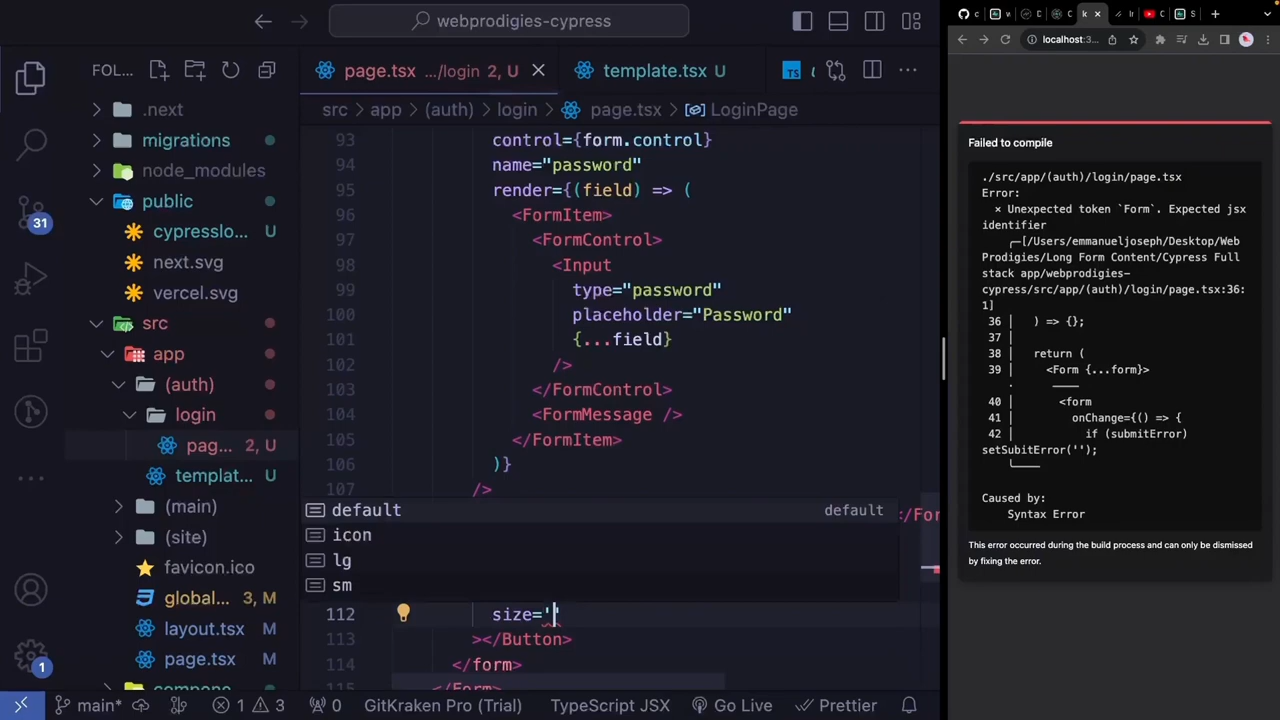 webprodigies-cypress
FOL...
page.tsx .../login 2, U
template.tsx U
TS
src > app > (auth) > login > page.tsx > LoginPage
.next
migrations
node_modules
public
cypresslo... U
next.svg
vercel.svg
src
app
(auth)
login
pag... 2, U
templat... U
(main)
(site)
favicon.ico
global... 3, M
layout.tsx M
page.tsx M
31
1
93 control={form.control}
94 name="password"
95 render={(field) => (
96 <FormItem>
97 <FormControl>
98 <Input
99 type="password"
100 placeholder="Password"
101 {...field}
102 />
103 </FormControl>
104 <FormMessage />
105 </FormItem>
106 )}
107 />
default default
icon
lg
sm
</For
112 size=''
113 ></Button>
114 </form>
115 </Form>
main*
1 3
0
GitKraken Pro (Trial)
TypeScript JSX
Go Live
Prettier
localhost:3...
Failed to compile
./src/app/(auth)/login/page.tsx
Error:
× Unexpected token `Form`. Expected jsx
identifier
[/Users/emmanueljoseph/Desktop/Web
Prodigies/Long Form Content/Cypress Full
stack app/webprodigies-
cypress/src/app/(auth)/login/page.tsx:36:
1]
36 | ) => {};
37 |
38 | return (
39 | <Form {...form}>
40 | <form
41 | onChange={() => {
42 | if (submitError)
setSubitError('');
Caused by:
Syntax Error
This error occurred during the build process and can only be dismissed
by fixing the error.